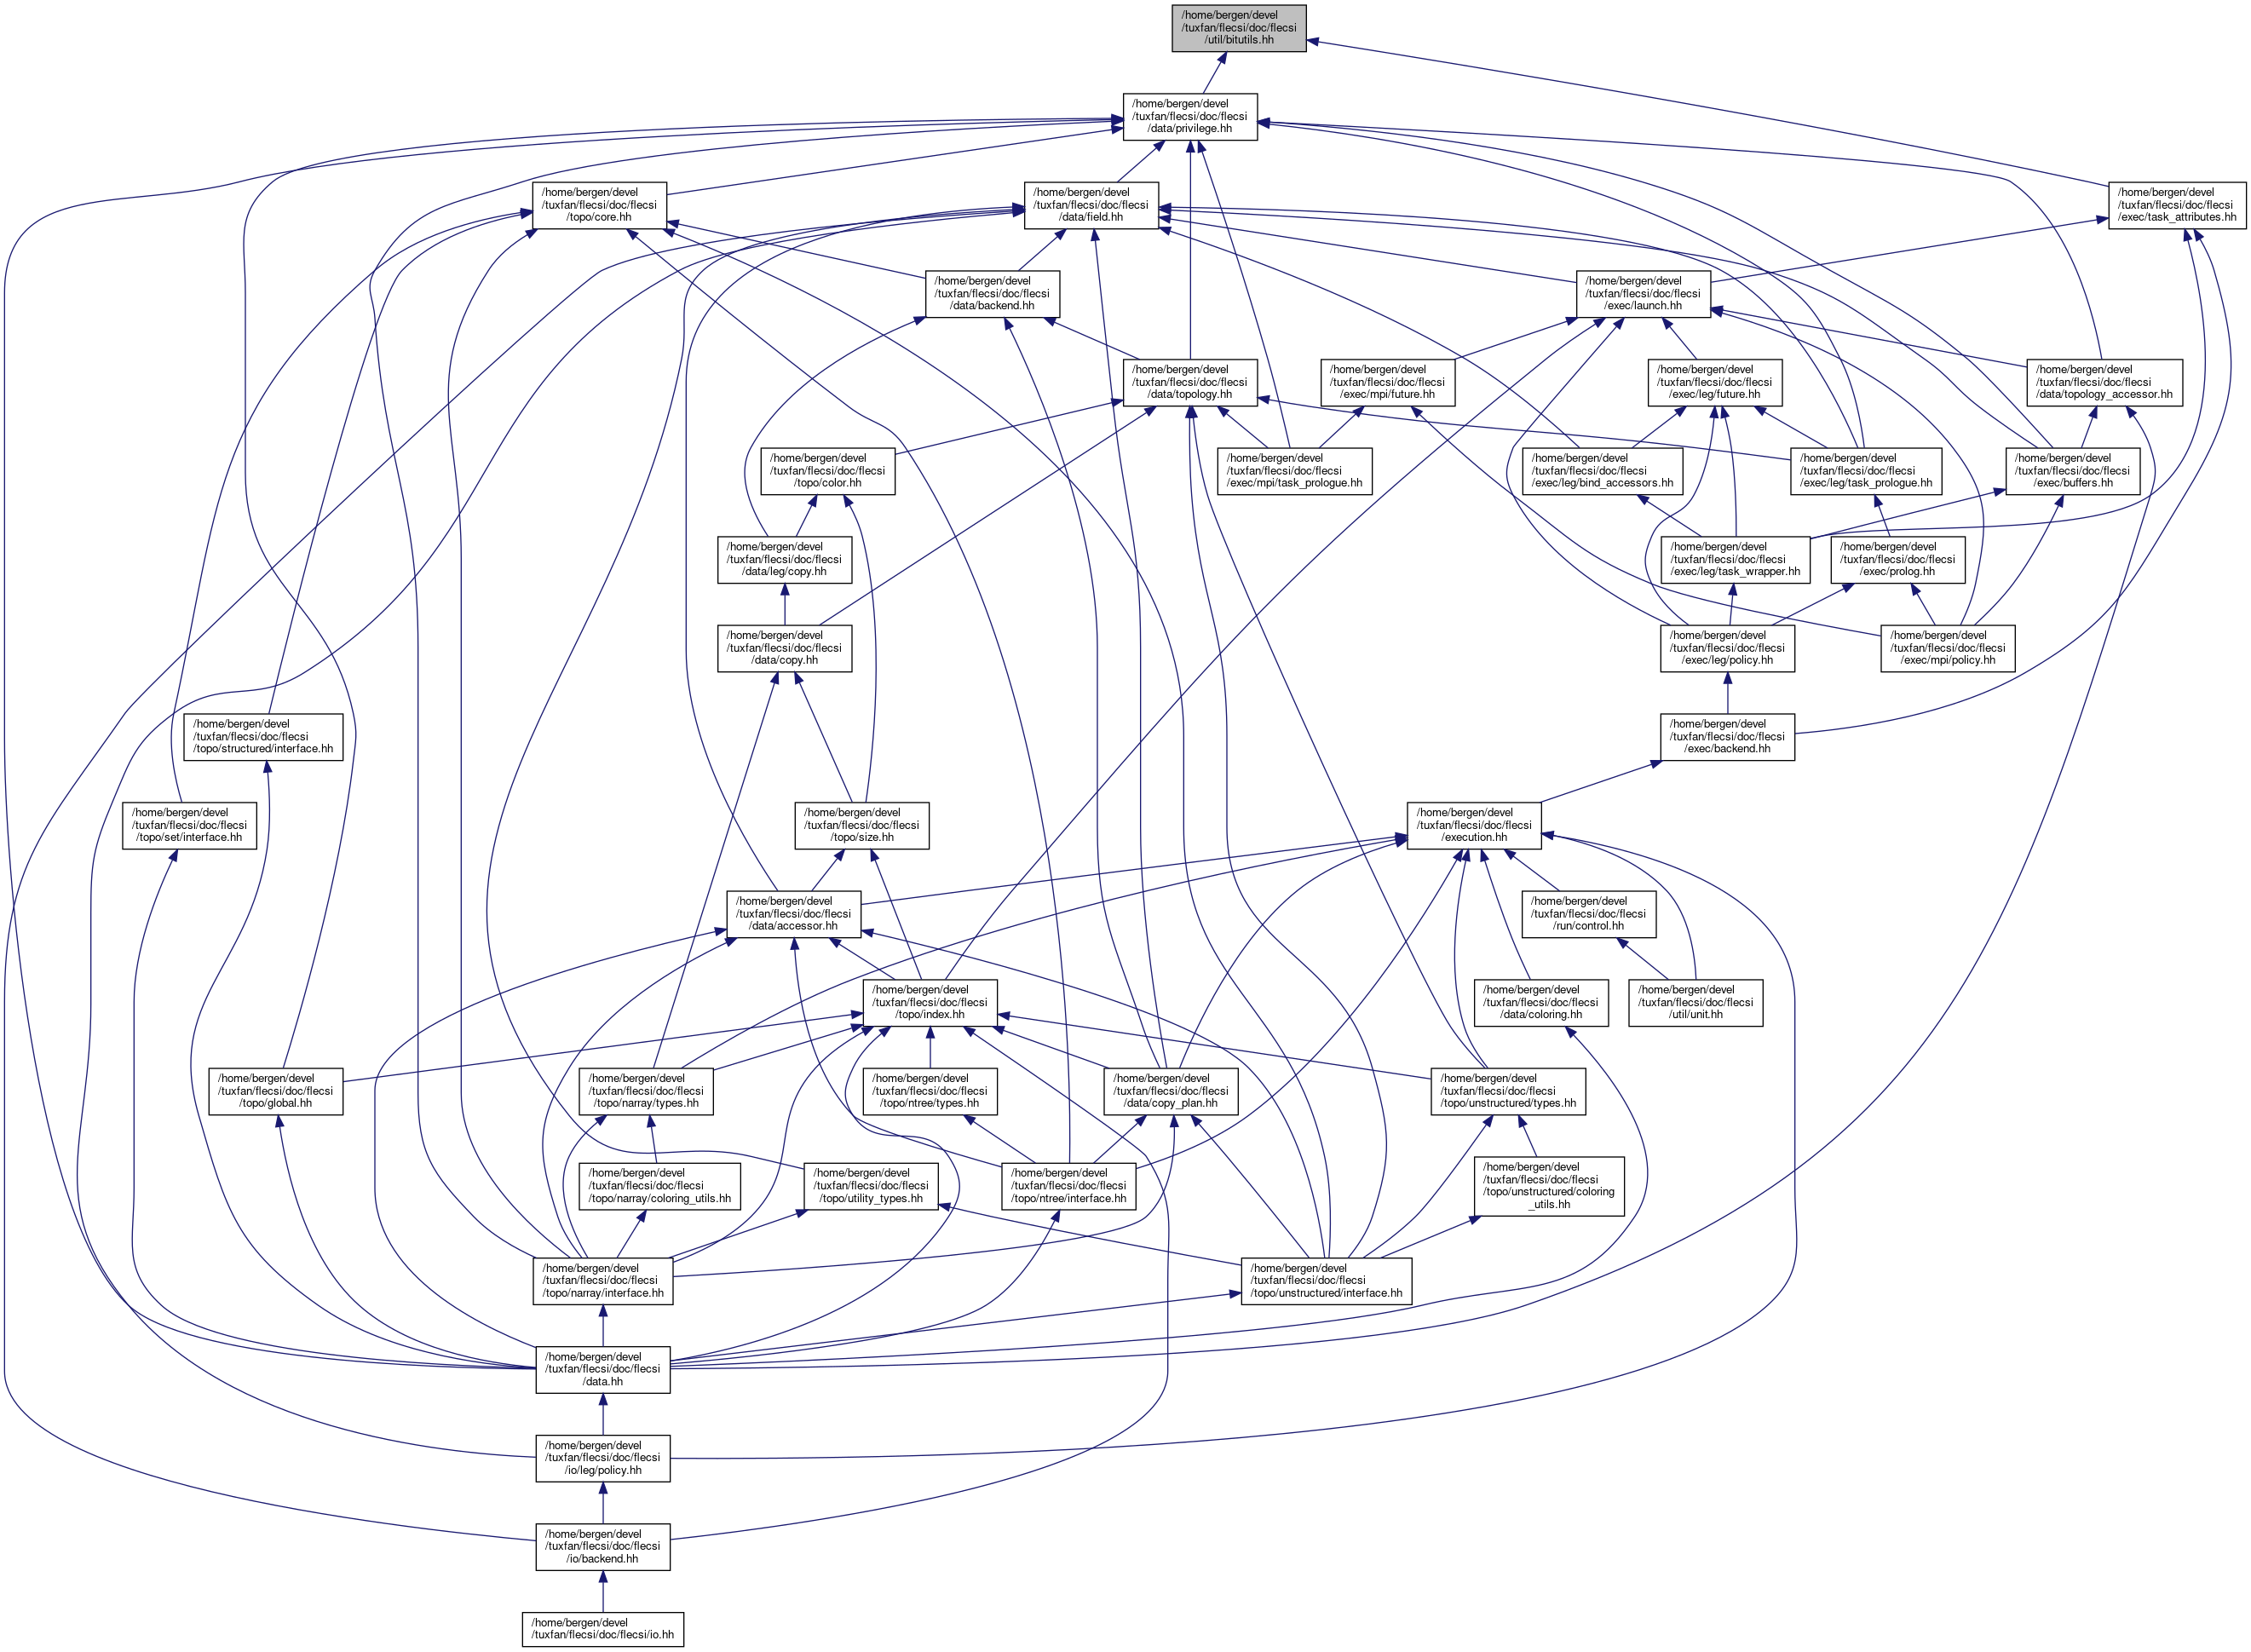 /home/bergen/devel
/tuxfan/flecsi/doc/flecsi
/util/bitutils.hh
/home/bergen/devel
/tuxfan/flecsi/doc/flecsi
/data/privilege.hh
/home/bergen/devel
/tuxfan/flecsi/doc/flecsi
/topo/core.hh
/home/bergen/devel
/tuxfan/flecsi/doc/flecsi
/data/field.hh
/home/bergen/devel
/tuxfan/flecsi/doc/flecsi
/exec/task_attributes.hh
/home/bergen/devel
/tuxfan/flecsi/doc/flecsi
/data/backend.hh
/home/bergen/devel
/tuxfan/flecsi/doc/flecsi
/exec/launch.hh
/home/bergen/devel
/tuxfan/flecsi/doc/flecsi
/data/topology.hh
/home/bergen/devel
/tuxfan/flecsi/doc/flecsi
/exec/mpi/future.hh
/home/bergen/devel
/tuxfan/flecsi/doc/flecsi
/exec/leg/future.hh
/home/bergen/devel
/tuxfan/flecsi/doc/flecsi
/data/topology_accessor.hh
/home/bergen/devel
/tuxfan/flecsi/doc/flecsi
/topo/color.hh
/home/bergen/devel
/tuxfan/flecsi/doc/flecsi
/exec/mpi/task_prologue.hh
/home/bergen/devel
/tuxfan/flecsi/doc/flecsi
/exec/leg/bind_accessors.hh
/home/bergen/devel
/tuxfan/flecsi/doc/flecsi
/exec/leg/task_prologue.hh
/home/bergen/devel
/tuxfan/flecsi/doc/flecsi
/exec/buffers.hh
/home/bergen/devel
/tuxfan/flecsi/doc/flecsi
/data/leg/copy.hh
/home/bergen/devel
/tuxfan/flecsi/doc/flecsi
/exec/leg/task_wrapper.hh
/home/bergen/devel
/tuxfan/flecsi/doc/flecsi
/exec/prolog.hh
/home/bergen/devel
/tuxfan/flecsi/doc/flecsi
/data/copy.hh
/home/bergen/devel
/tuxfan/flecsi/doc/flecsi
/exec/leg/policy.hh
/home/bergen/devel
/tuxfan/flecsi/doc/flecsi
/exec/mpi/policy.hh
/home/bergen/devel
/tuxfan/flecsi/doc/flecsi
/topo/structured/interface.hh
/home/bergen/devel
/tuxfan/flecsi/doc/flecsi
/exec/backend.hh
/home/bergen/devel
/tuxfan/flecsi/doc/flecsi
/topo/set/interface.hh
/home/bergen/devel
/tuxfan/flecsi/doc/flecsi
/topo/size.hh
/home/bergen/devel
/tuxfan/flecsi/doc/flecsi
/execution.hh
/home/bergen/devel
/tuxfan/flecsi/doc/flecsi
/data/accessor.hh
/home/bergen/devel
/tuxfan/flecsi/doc/flecsi
/run/control.hh
/home/bergen/devel
/tuxfan/flecsi/doc/flecsi
/topo/index.hh
/home/bergen/devel
/tuxfan/flecsi/doc/flecsi
/data/coloring.hh
/home/bergen/devel
/tuxfan/flecsi/doc/flecsi
/util/unit.hh
/home/bergen/devel
/tuxfan/flecsi/doc/flecsi
/topo/global.hh
/home/bergen/devel
/tuxfan/flecsi/doc/flecsi
/topo/narray/types.hh
/home/bergen/devel
/tuxfan/flecsi/doc/flecsi
/topo/ntree/types.hh
/home/bergen/devel
/tuxfan/flecsi/doc/flecsi
/data/copy_plan.hh
/home/bergen/devel
/tuxfan/flecsi/doc/flecsi
/topo/unstructured/types.hh
/home/bergen/devel
/tuxfan/flecsi/doc/flecsi
/topo/narray/coloring_utils.hh
/home/bergen/devel
/tuxfan/flecsi/doc/flecsi
/topo/utility_types.hh
/home/bergen/devel
/tuxfan/flecsi/doc/flecsi
/topo/ntree/interface.hh
/home/bergen/devel
/tuxfan/flecsi/doc/flecsi
/topo/unstructured/coloring
_utils.hh
/home/bergen/devel
/tuxfan/flecsi/doc/flecsi
/topo/narray/interface.hh
/home/bergen/devel
/tuxfan/flecsi/doc/flecsi
/topo/unstructured/interface.hh
/home/bergen/devel
/tuxfan/flecsi/doc/flecsi
/data.hh
/home/bergen/devel
/tuxfan/flecsi/doc/flecsi
/io/leg/policy.hh
/home/bergen/devel
/tuxfan/flecsi/doc/flecsi
/io/backend.hh
/home/bergen/devel
/tuxfan/flecsi/doc/flecsi/io.hh